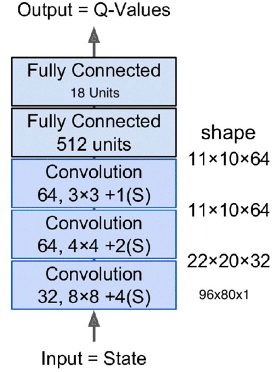 Output = Q-Values
Fully Connected
18 Units
Fully Connected
512 units
shape
11×10×64
Convolution
64, 3×3 +1(S)
11×10×64
Convolution
64, 4×4 +2(S)
22×20×32
Convolution
32, 8×8 +4(S)
96x80x1
Input = State